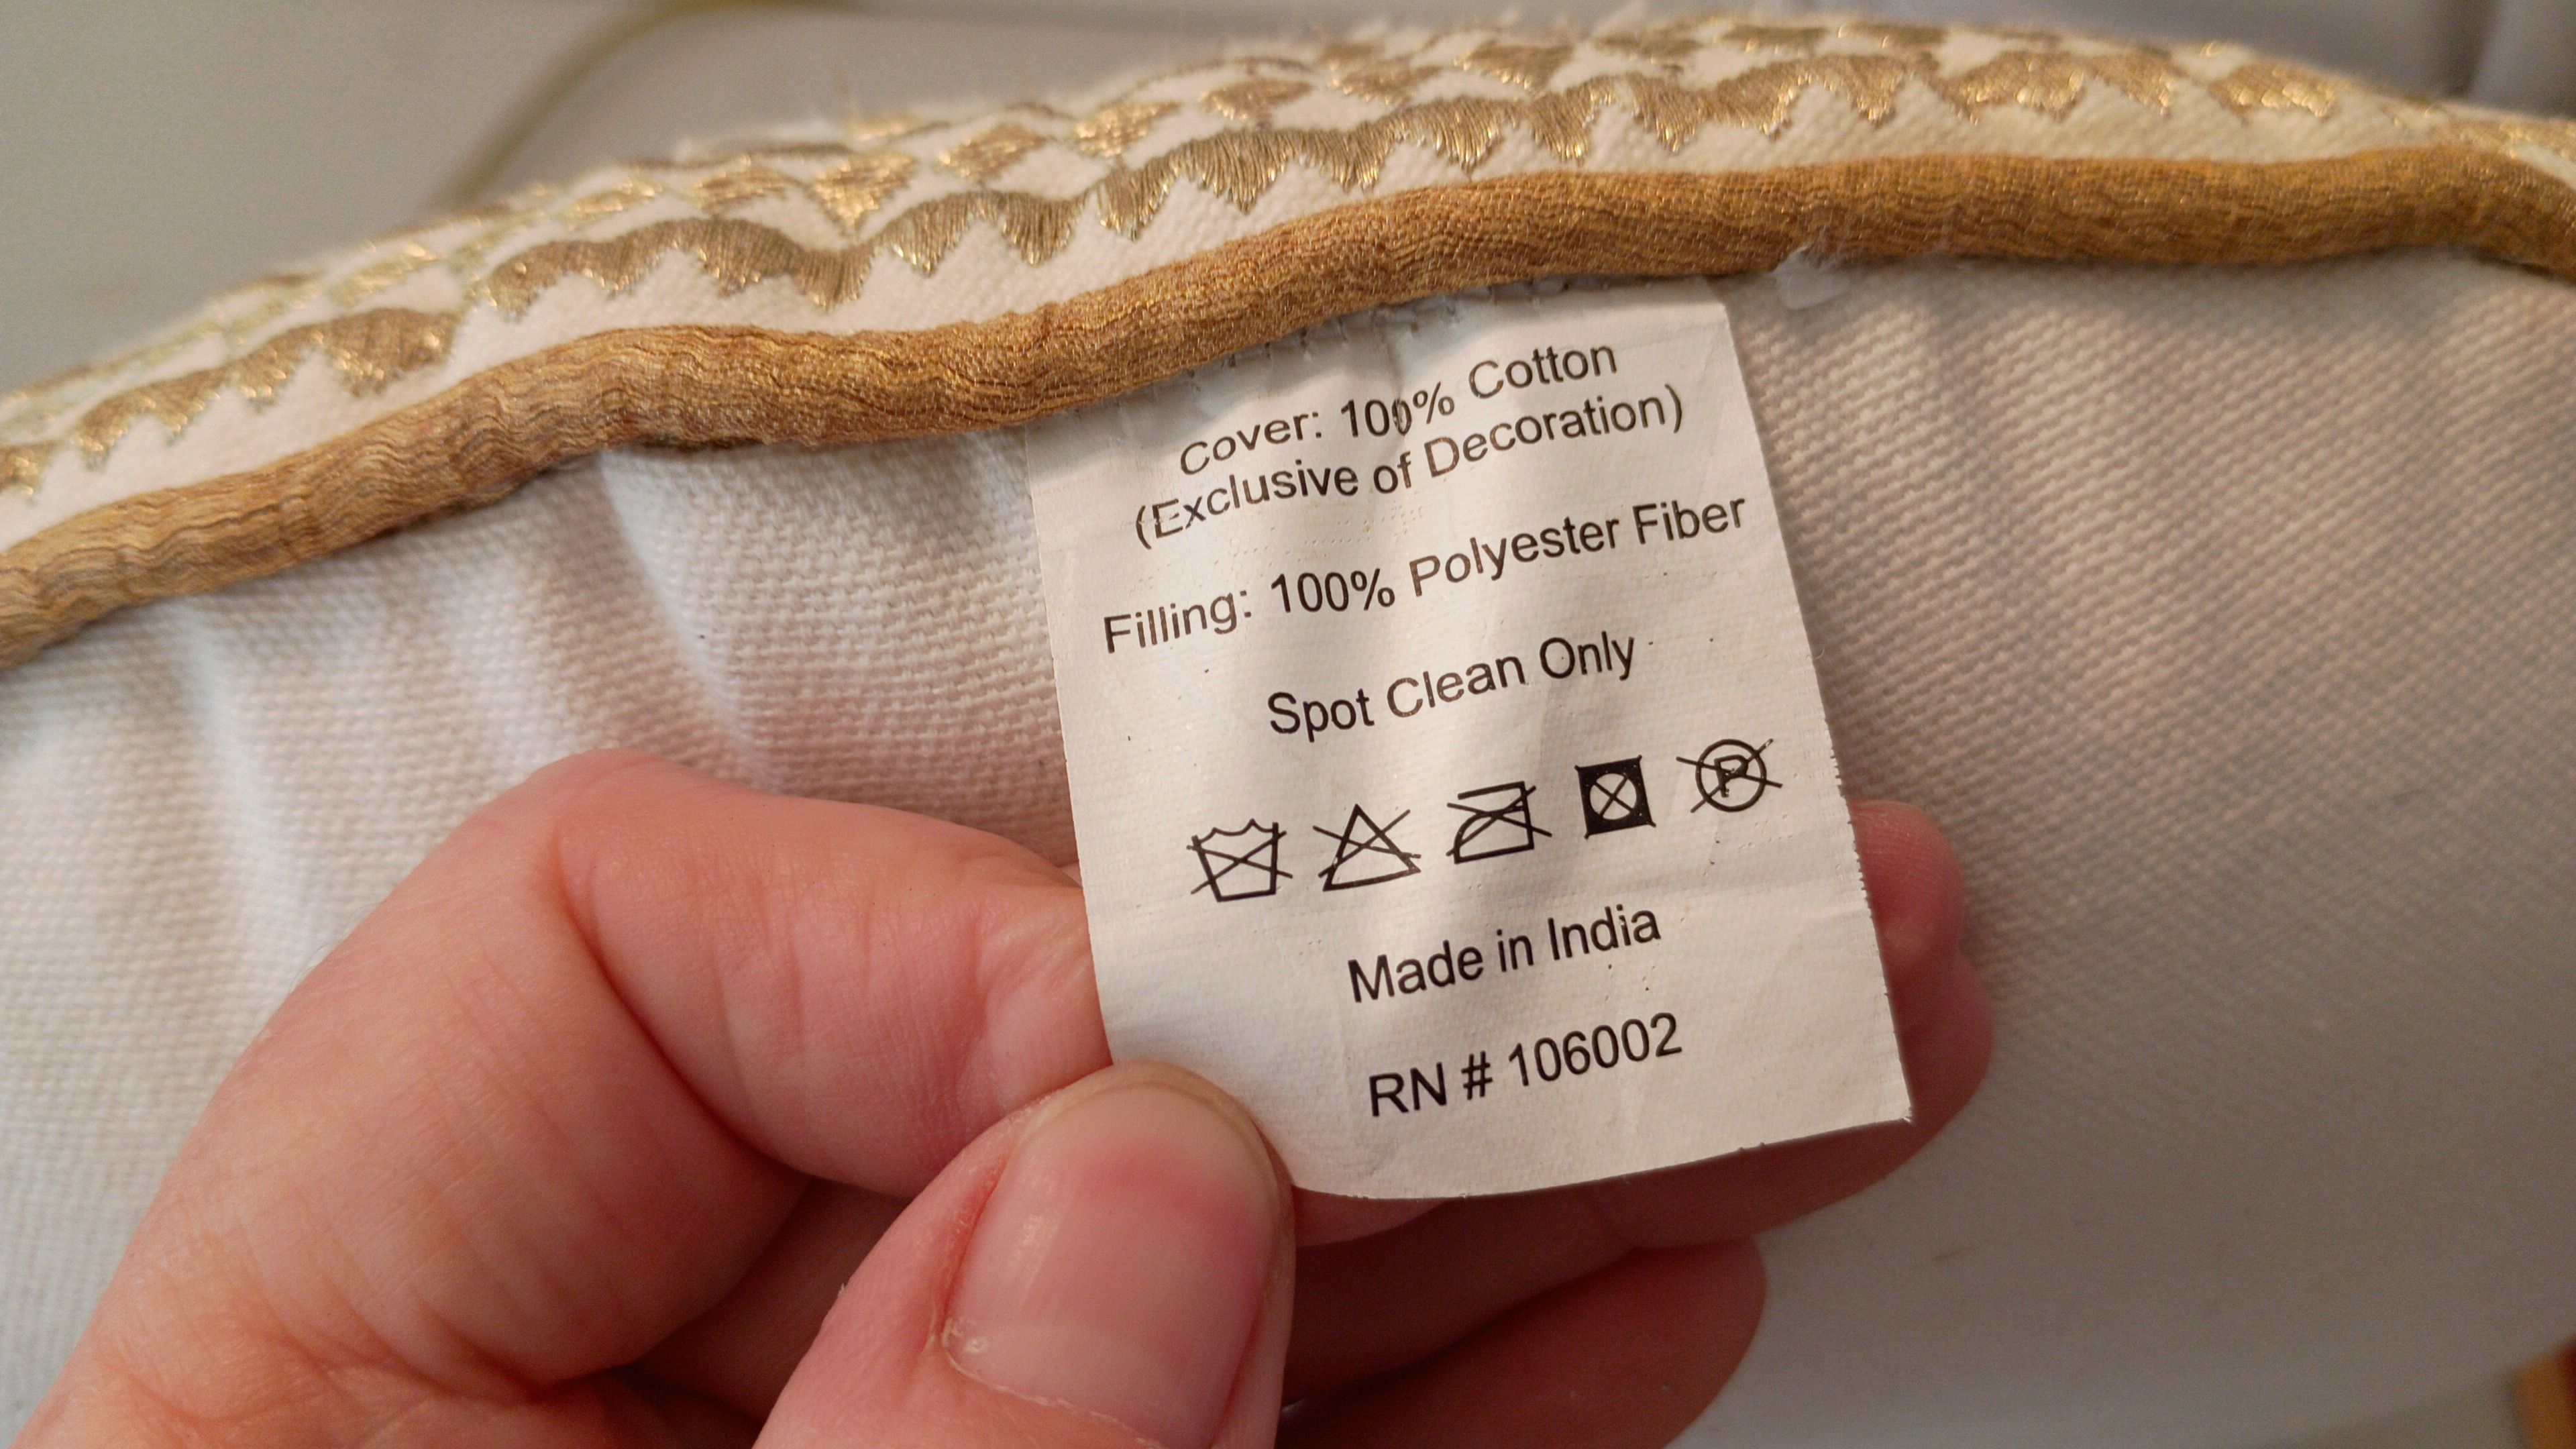 Cover: 100% Cotton
(Exclusive of Decoration)
Filling: 100% Polyester Fiber
Spot Clean Only
P
Made in India
RN # 106002